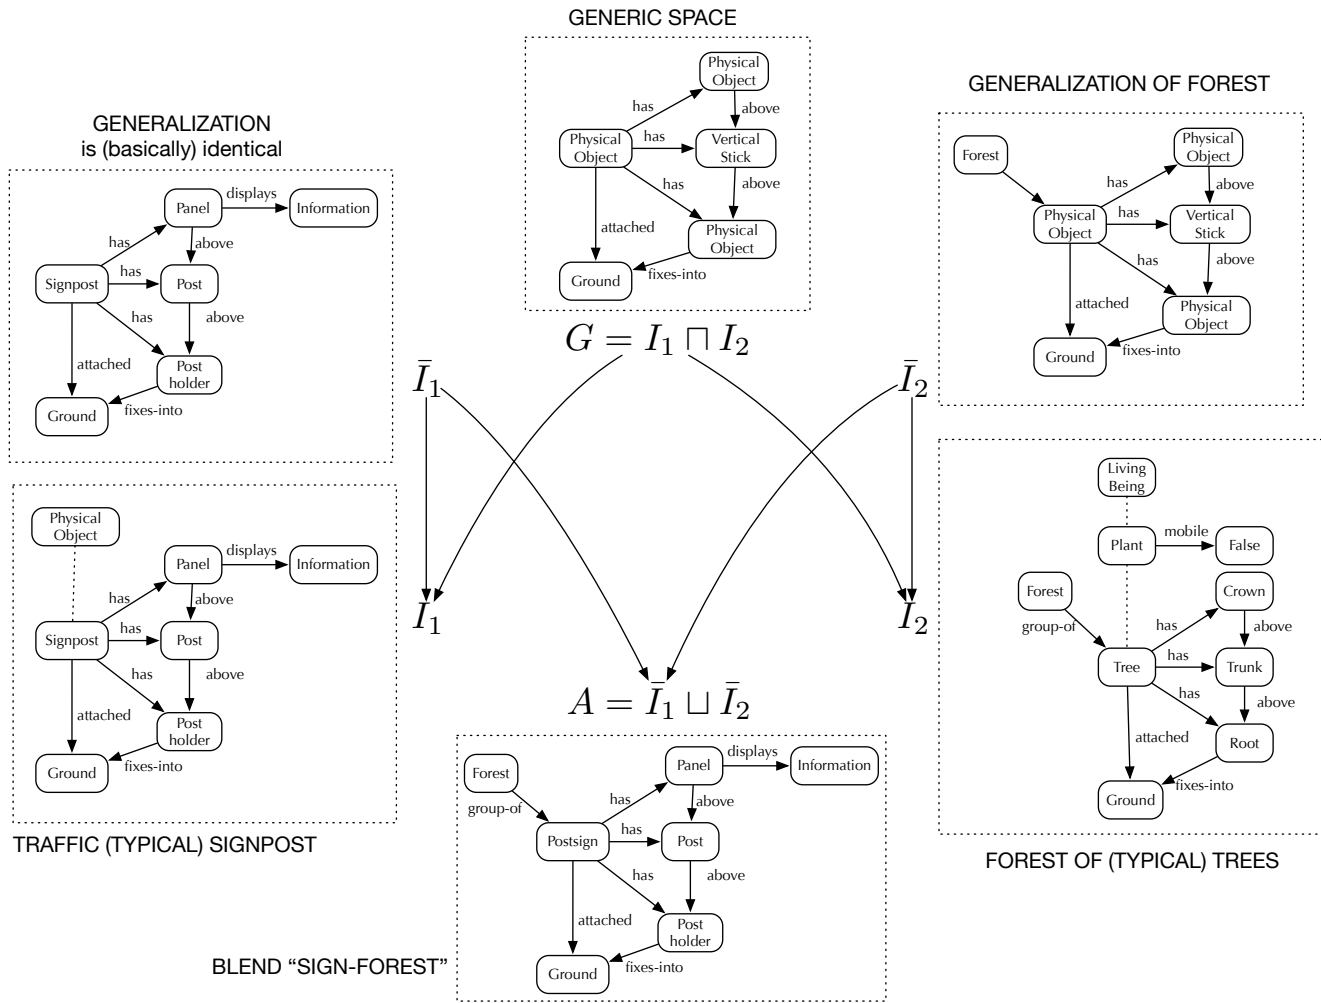 GENERIC SPACE
Physical
Object
has
above
Physical
Object
has
Vertical
Stick
has
above
attached
Physical
Object
fixes-into
Ground
GENERALIZATION
is (basically) identical
Panel
displays
Information
has
above
Signpost
has
Post
has
above
attached
Post
holder
fixes-into
Ground
GENERALIZATION OF FOREST
Forest
Physical
Object
has
above
Physical
Object
has
Vertical
Stick
has
above
attached
Physical
Object
fixes-into
Ground
G = I₁ ⊓ I₂
Ī₁
Ī₂
I₁
I₂
A = Ī₁ ⊔ Ī₂
Physical
Object
Panel
displays
Information
has
above
Signpost
has
Post
has
above
attached
Post
holder
fixes-into
Ground
TRAFFIC (TYPICAL) SIGNPOST
Living
Being
Plant
mobile
False
Forest
Crown
group-of
has
above
Tree
has
Trunk
has
above
attached
Root
fixes-into
Ground
FOREST OF (TYPICAL) TREES
Forest
Panel
displays
Information
group-of
has
above
Postsign
has
Post
has
above
attached
Post
holder
fixes-into
Ground
BLEND “SIGN-FOREST”